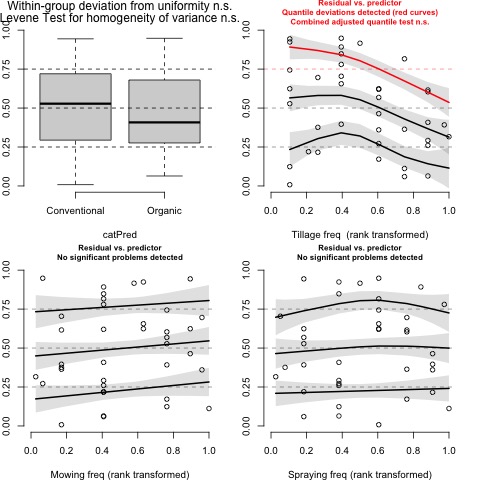 Within-group deviation from uniformity n.s.
Levene Test for homogeneity of variance n.s.
0.00 0.25 0.50 0.75 1.00
Conventional Organic
catPred
Residual vs. predictor
Quantile deviations detected (red curves)
Combined adjusted quantile test n.s.
0.00 0.25 0.50 0.75 1.00
0.0 0.2 0.4 0.6 0.8 1.0
Tillage freq (rank transformed)
Residual vs. predictor
No significant problems detected
0.00 0.25 0.50 0.75 1.00
0.0 0.2 0.4 0.6 0.8 1.0
Mowing freq (rank transformed)
Residual vs. predictor
No significant problems detected
0.00 0.25 0.50 0.75 1.00
0.0 0.2 0.4 0.6 0.8 1.0
Spraying freq (rank transformed)